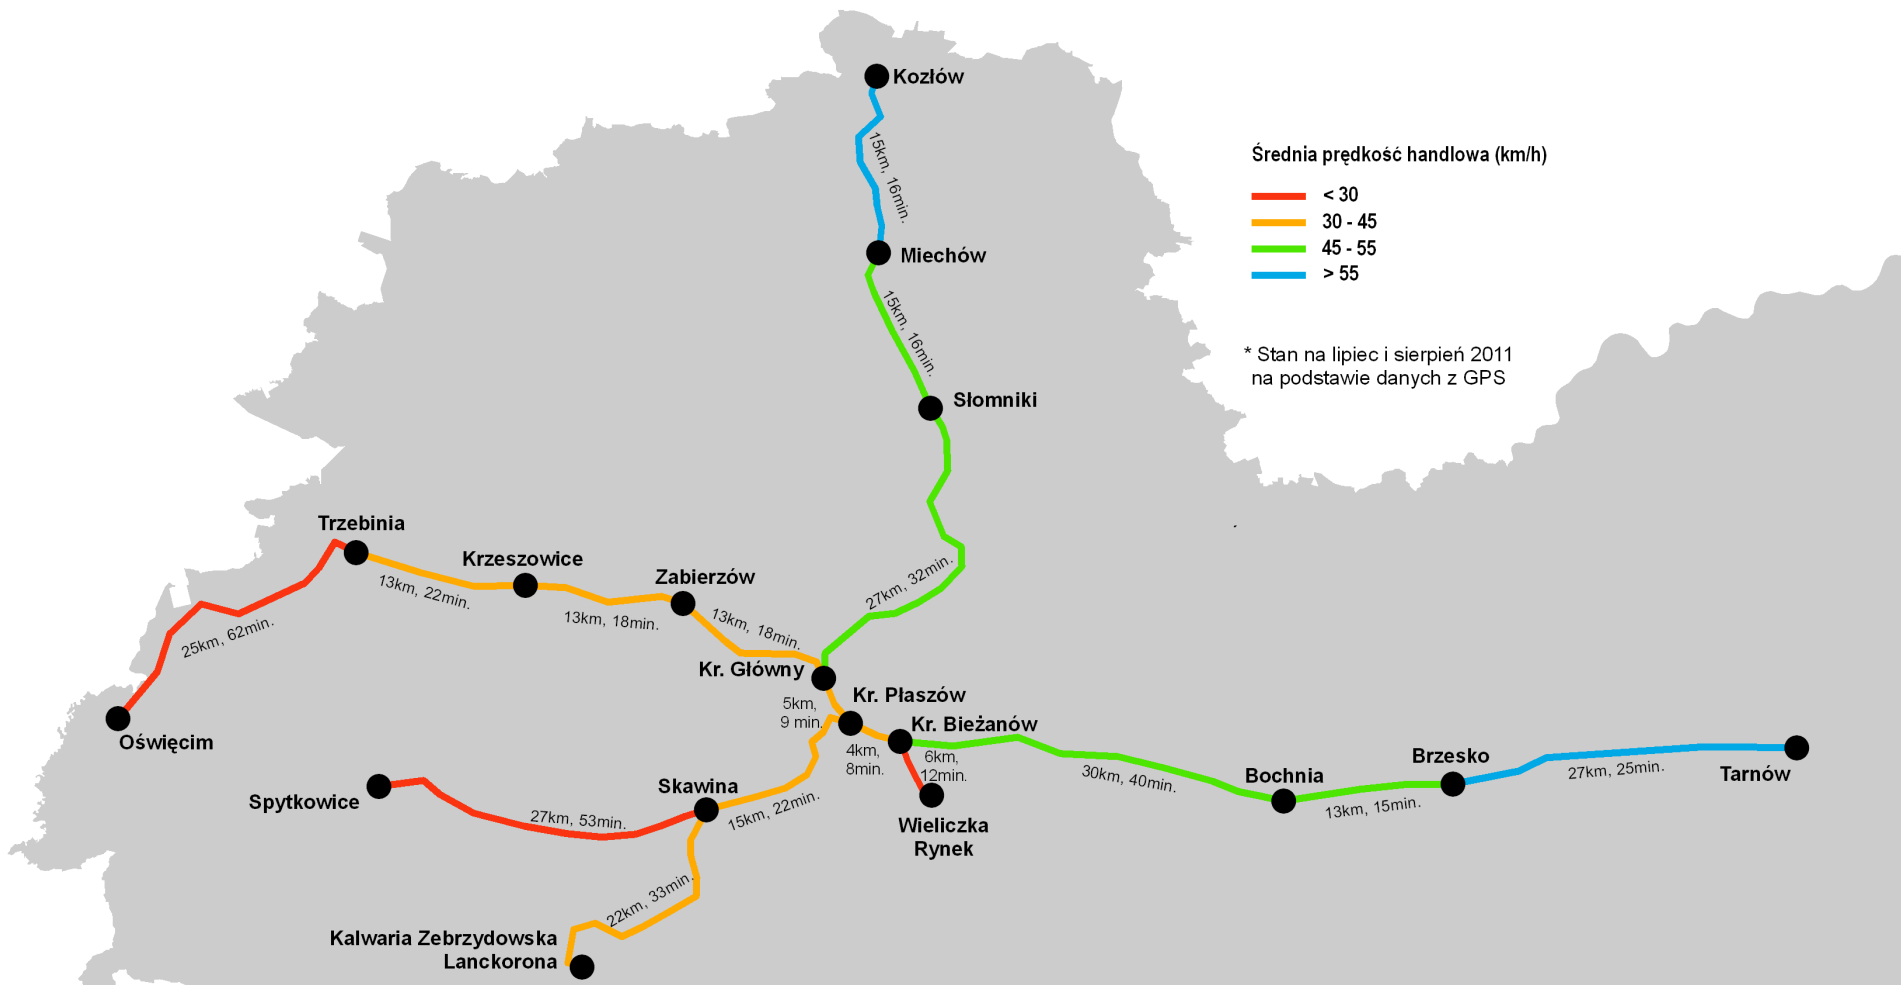 Kozłów
15km, 16min.
Miechów
15km, 16min.
Słomniki
27km, 32min.
Średnia prędkość handlowa (km/h)
< 30
30 - 45
45 - 55
> 55
* Stan na lipiec i sierpień 2011
na podstawie danych z GPS
Trzebinia
13km, 22min.
Krzeszowice
13km, 18min.
Zabierzów
13km, 18min.
25km, 62min.
Oświęcim
Kr. Główny
5km,
9 min.
Kr. Płaszów
4km,
8min.
Kr. Bieżanów
6km,
12min.
Wieliczka
Rynek
30km, 40min.
Bochnia
13km, 15min.
Brzesko
27km, 25min.
Tarnów
Spytkowice
27km, 53min.
Skawina
15km, 22min.
22km, 33min.
Kalwaria Zebrzydowska
Lanckorona